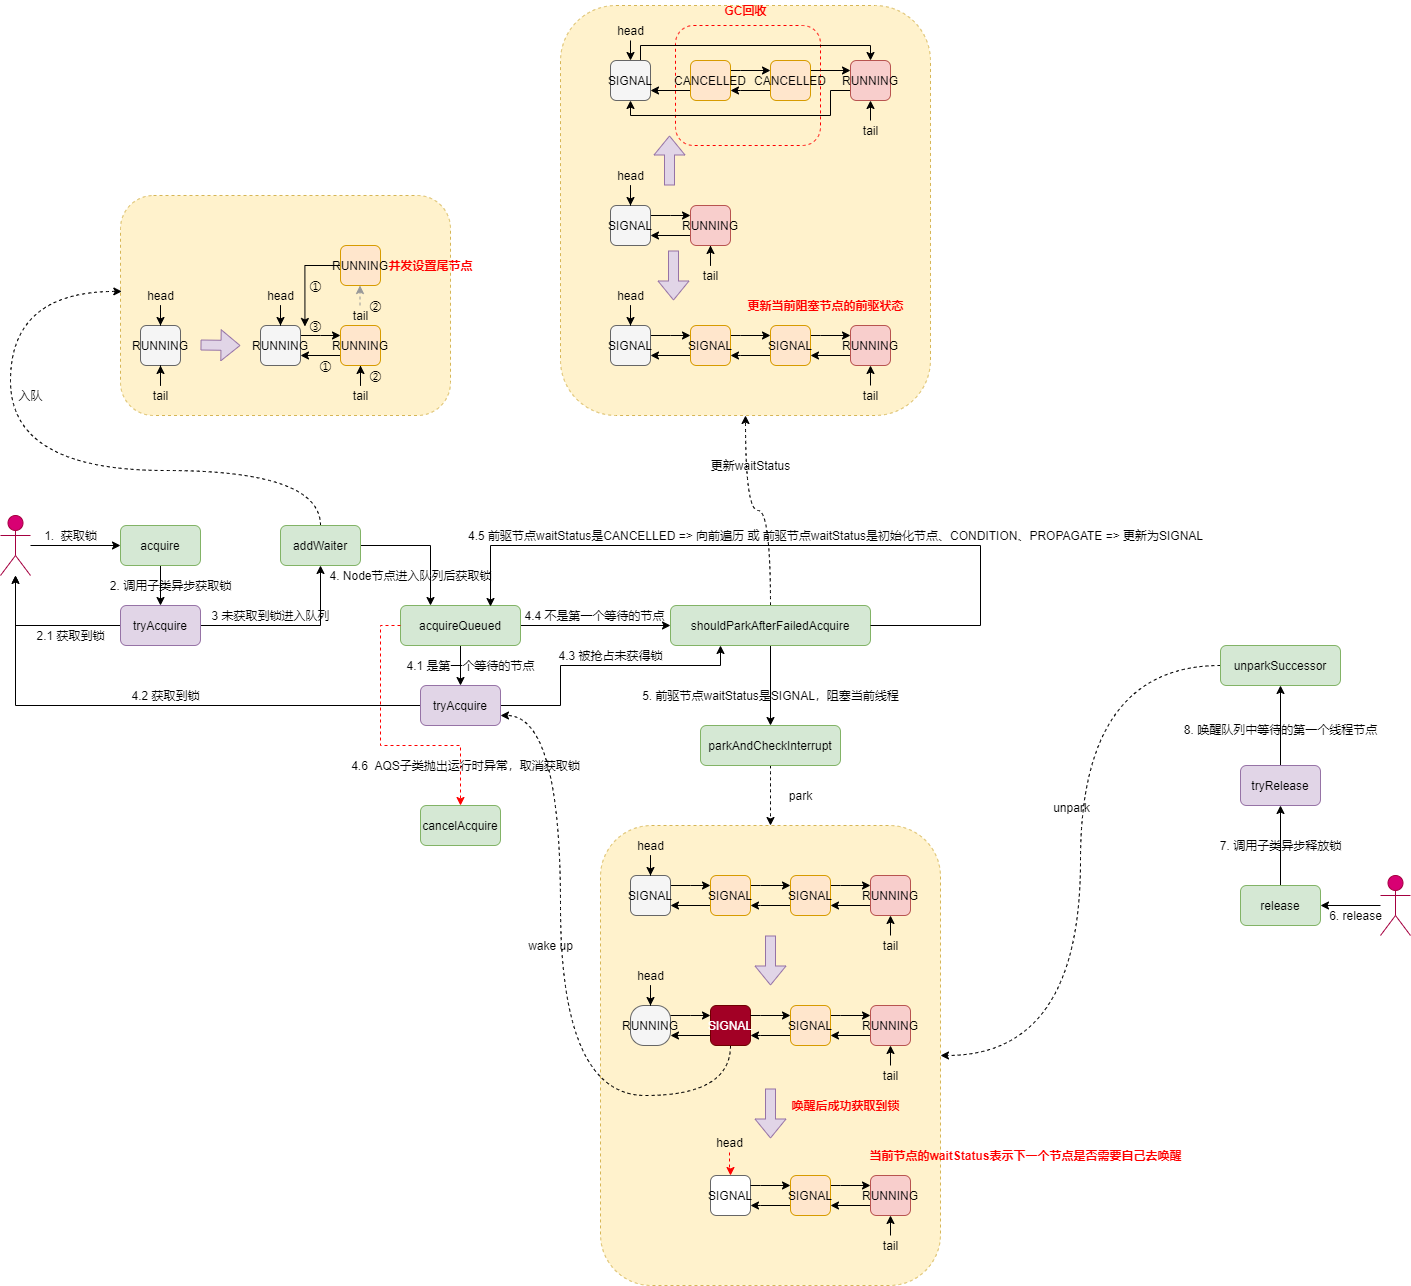 GC回收
head
SIGNAL
CANCELLED
CANCELLED
RUNNING
tail
head
SIGNAL
RUNNING
tail
head
更新当前阻塞节点的前驱状态
SIGNAL
SIGNAL
SIGNAL
RUNNING
tail
RUNNING
并发设置尾节点
①
②
head
head
tail
③
RUNNING
RUNNING
RUNNING
①
②
tail
tail
入队
更新waitStatus
1. 获取锁
acquire
addWaiter
4.5 前驱节点waitStatus是CANCELLED => 向前遍历 或 前驱节点waitStatus是初始化节点、CONDITION、PROPAGATE => 更新为SIGNAL
2. 调用子类异步获取锁
4. Node节点进入队列后获取锁
3 未获取到锁进入队列
tryAcquire
2.1 获取到锁
acquireQueued
4.4 不是第一个等待的节点
shouldParkAfterFailedAcquire
4.1 是第一个等待的节点
4.3 被抢占未获得锁
4.2 获取到锁
tryAcquire
5. 前驱节点waitStatus是SIGNAL，阻塞当前线程
unparkSuccessor
parkAndCheckInterrupt
8. 唤醒队列中等待的第一个线程节点
4.6 AQS子类抛出运行时异常，取消获取锁
tryRelease
park
unpark
cancelAcquire
7. 调用子类异步释放锁
release
6. release
head
SIGNAL
SIGNAL
SIGNAL
RUNNING
tail
wake up
head
RUNNING
SIGNAL
SIGNAL
RUNNING
tail
唤醒后成功获取到锁
head
当前节点的waitStatus表示下一个节点是否需要自己去唤醒
SIGNAL
SIGNAL
RUNNING
tail